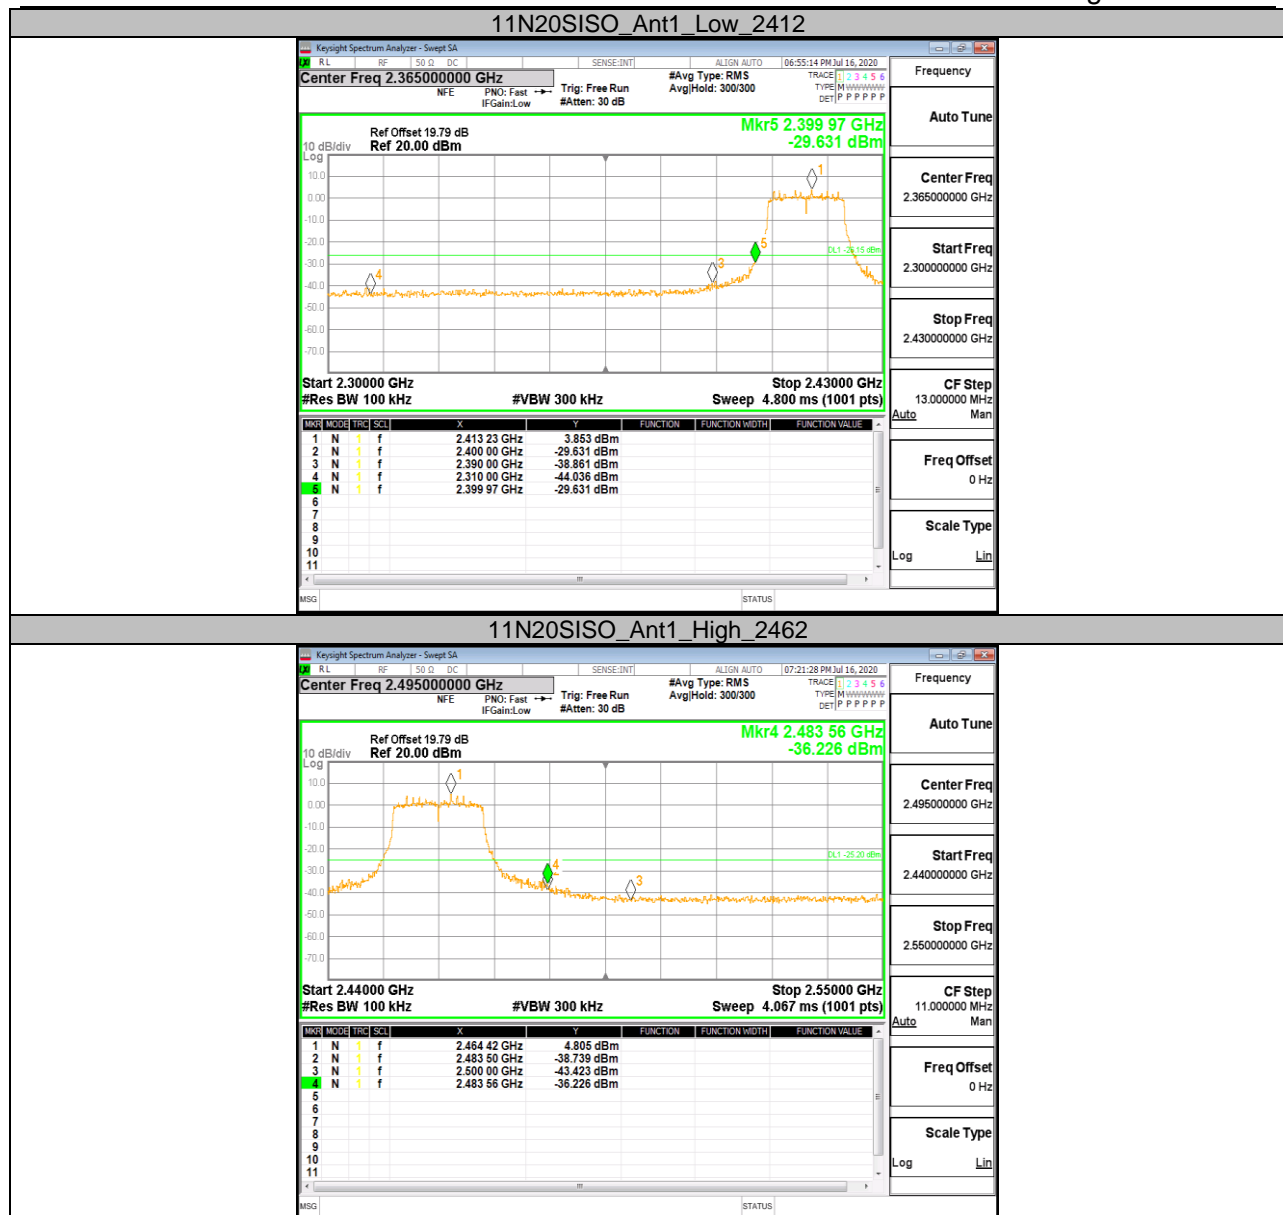 11N20SISO_Ant1_Low_2412
Keysight Spectrum Analyzer - Swept SA
RL RF 50 Ω DC SENSE:INT ALIGN AUTO 06:55:14 PM Jul 16, 2020
Center Freq 2.365000000 GHz
#Avg Type: RMS
TRACE 1 2 3 4 5 6
NFE PNO: Fast Trig: Free Run Avg|Hold: 300/300
TYPE M WWWWW
IFGain:Low #Atten: 30 dB
DET P P P P P P
Frequency
Auto Tune
Mkr5 2.399 97 GHz
-29.631 dBm
Ref Offset 19.79 dB
10 dB/div Ref 20.00 dBm
Log
10.0
0.00
-10.0
-20.0
-30.0
-40.0
-50.0
-60.0
-70.0
1
5
3
4
DL1 -26.15 dBm
Center Freq
2.365000000 GHz
Start Freq
2.300000000 GHz
Stop Freq
2.430000000 GHz
Start 2.30000 GHz Stop 2.43000 GHz
#Res BW 100 kHz #VBW 300 kHz Sweep 4.800 ms (1001 pts)
CF Step
13.000000 MHz
Auto Man
MKR MODE TRC SCL X Y FUNCTION FUNCTION WIDTH FUNCTION VALUE
1 N 1 f 2.413 23 GHz 3.853 dBm
2 N 1 f 2.400 00 GHz -29.631 dBm
3 N 1 f 2.390 00 GHz -38.861 dBm
4 N 1 f 2.310 00 GHz -44.036 dBm
5 N 1 f 2.399 97 GHz -29.631 dBm
6
7
8
9
10
11
Freq Offset
0 Hz
Scale Type
Log Lin
MSG STATUS
11N20SISO_Ant1_High_2462
Keysight Spectrum Analyzer - Swept SA
RL RF 50 Ω DC SENSE:INT ALIGN AUTO 07:21:28 PM Jul 16, 2020
Center Freq 2.495000000 GHz
#Avg Type: RMS
TRACE 1 2 3 4 5 6
NFE PNO: Fast Trig: Free Run Avg|Hold: 300/300
TYPE M WWWWW
IFGain:Low #Atten: 30 dB
DET P P P P P P
Frequency
Auto Tune
Mkr4 2.483 56 GHz
-36.226 dBm
Ref Offset 19.79 dB
10 dB/div Ref 20.00 dBm
Log
10.0
0.00
-10.0
-20.0
-30.0
-40.0
-50.0
-60.0
-70.0
1
4
3
DL1 -25.20 dBm
Center Freq
2.495000000 GHz
Start Freq
2.440000000 GHz
Stop Freq
2.550000000 GHz
Start 2.44000 GHz Stop 2.55000 GHz
#Res BW 100 kHz #VBW 300 kHz Sweep 4.067 ms (1001 pts)
CF Step
11.000000 MHz
Auto Man
MKR MODE TRC SCL X Y FUNCTION FUNCTION WIDTH FUNCTION VALUE
1 N 1 f 2.464 42 GHz 4.805 dBm
2 N 1 f 2.483 50 GHz -38.739 dBm
3 N 1 f 2.500 00 GHz -43.423 dBm
4 N 1 f 2.483 56 GHz -36.226 dBm
5
6
7
8
9
10
11
Freq Offset
0 Hz
Scale Type
Log Lin
MSG STATUS